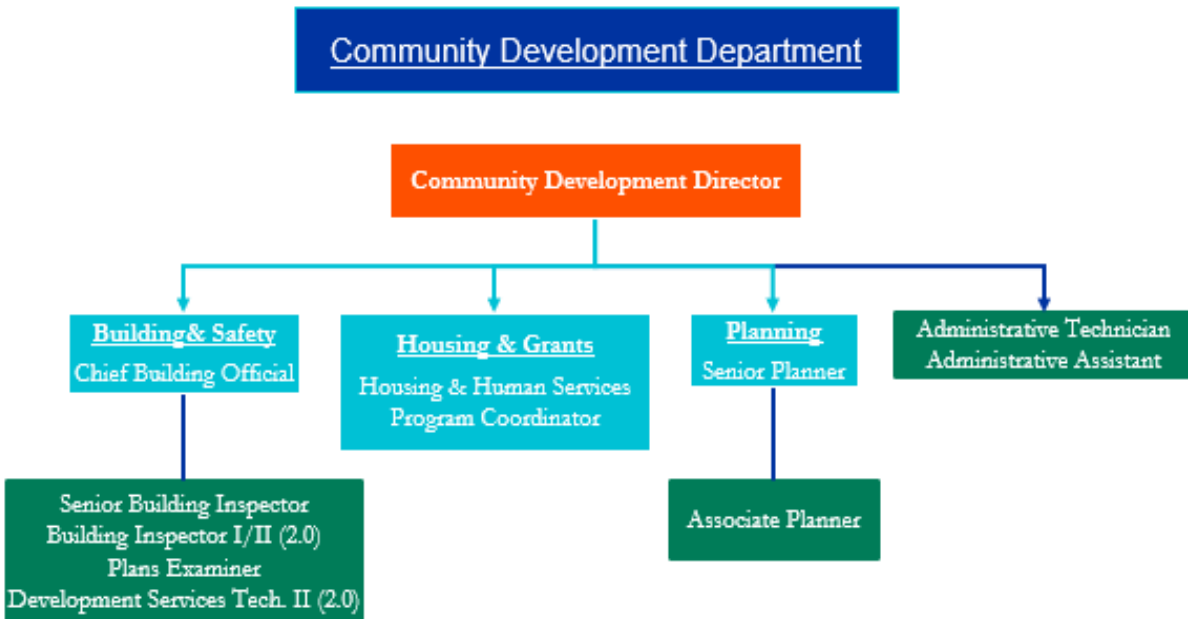 Community Development Department
Community Development Director
Building& Safety
Chief Building Official
Housing & Grants
Housing & Human Services
Program Coordinator
Planning
Senior Planner
Administrative Technician
Administrative Assistant
Senior Building Inspector
Building Inspector I/II (2.0)
Plans Examiner
Development Services Tech. II (2.0)
Associate Planner